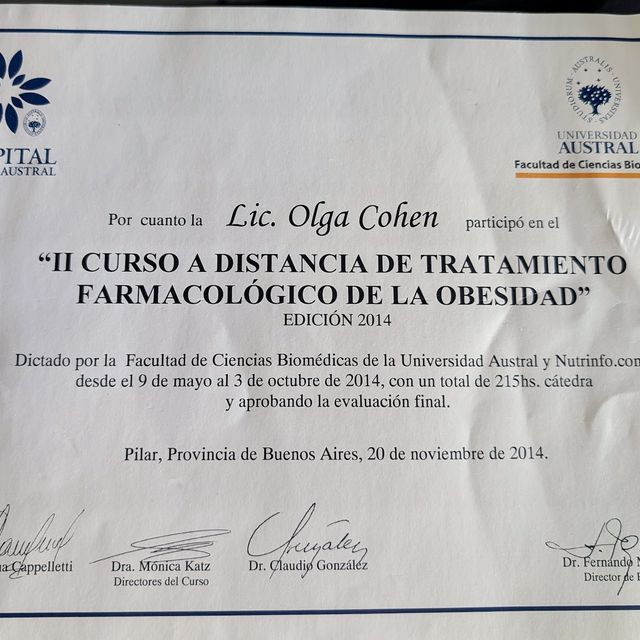 PITAL
AUSTRAL
STUDIORUM UNIVERSITAS AUSTRALIS
UNIVERSIDAD
AUSTRAL
Facultad de Ciencias Bio
Por cuanto la Lic. Olga Cohen participó en el
“II CURSO A DISTANCIA DE TRATAMIENTO
FARMACOLÓGICO DE LA OBESIDAD”
EDICIÓN 2014
Dictado por la Facultad de Ciencias Biomédicas de la Universidad Austral y Nutrinfo.com
desde el 9 de mayo al 3 de octubre de 2014, con un total de 215hs. cátedra
y aprobando la evaluación final.
Pilar, Provincia de Buenos Aires, 20 de noviembre de 2014.
Cappelletti Dra. Mónica Katz Dr. Claudio González Dr. Fernando
Directores del Curso Director de